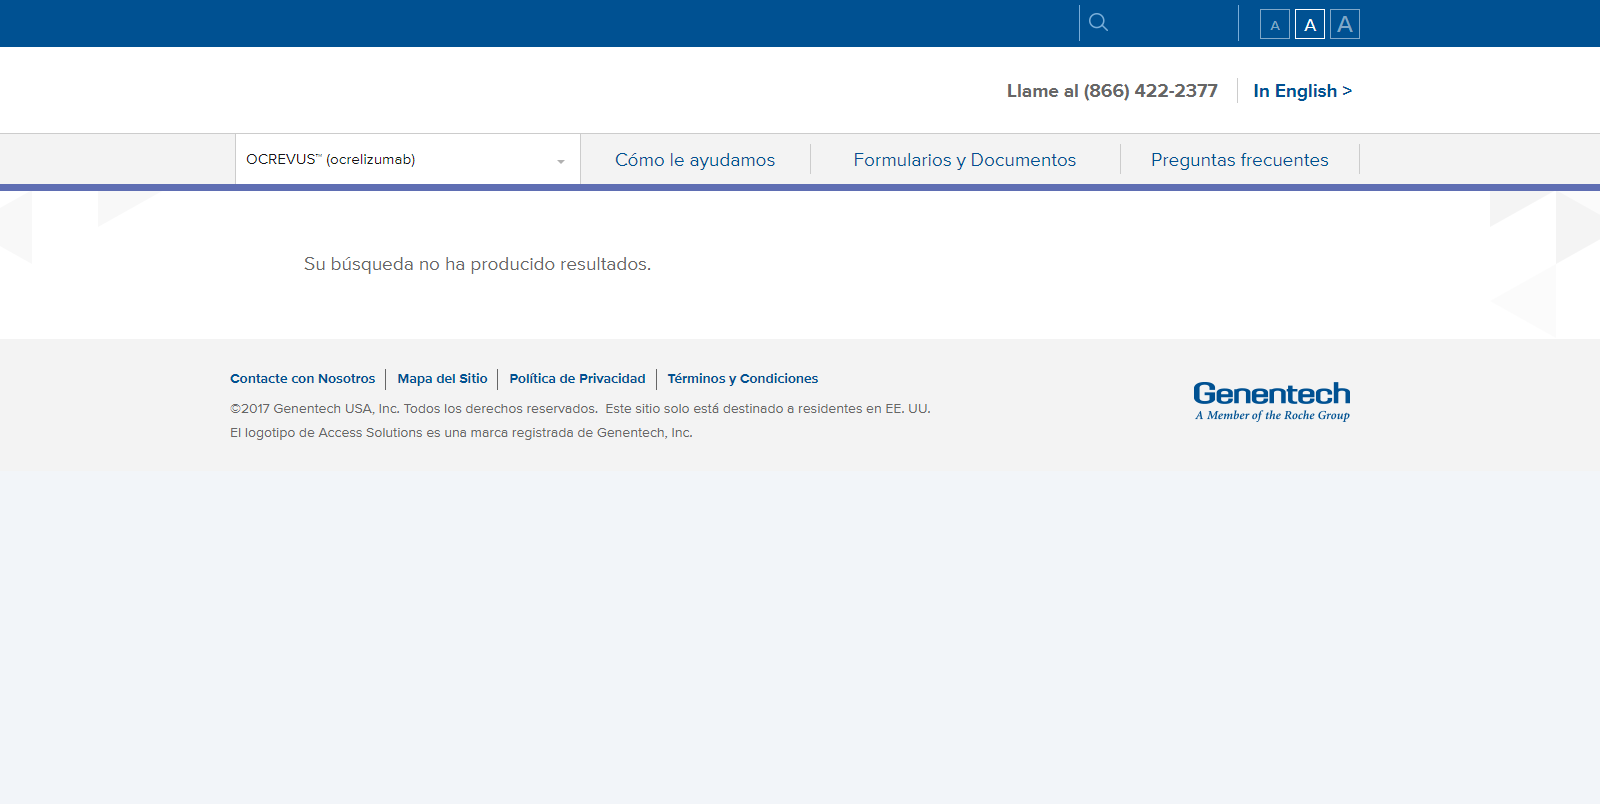 A A A
Llame al (866) 422-2377 In English >
OCREVUS™ (ocrelizumab) Cómo le ayudamos Formularios y Documentos Preguntas frecuentes
Su búsqueda no ha producido resultados.
Contacte con Nosotros Mapa del Sitio Política de Privacidad Términos y Condiciones
©2017 Genentech USA, Inc. Todos los derechos reservados. Este sitio solo está destinado a residentes en EE. UU.
El logotipo de Access Solutions es una marca registrada de Genentech, Inc.
Genentech
A Member of the Roche Group